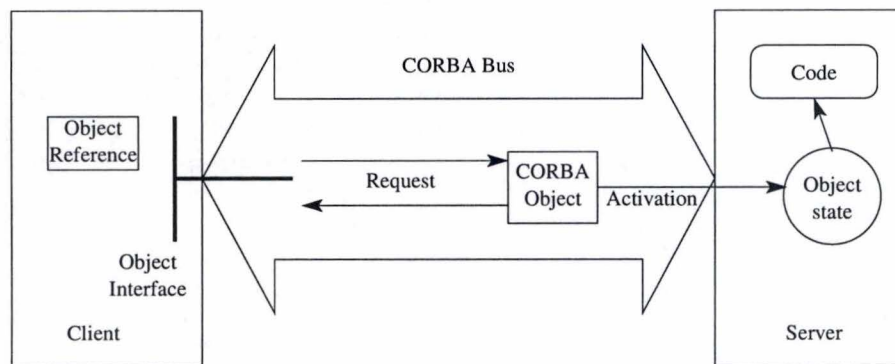 CORBA Bus
Code
Object
Reference
Request
CORBA
Object
Activation
Object
state
Object
Interface
Client
Server